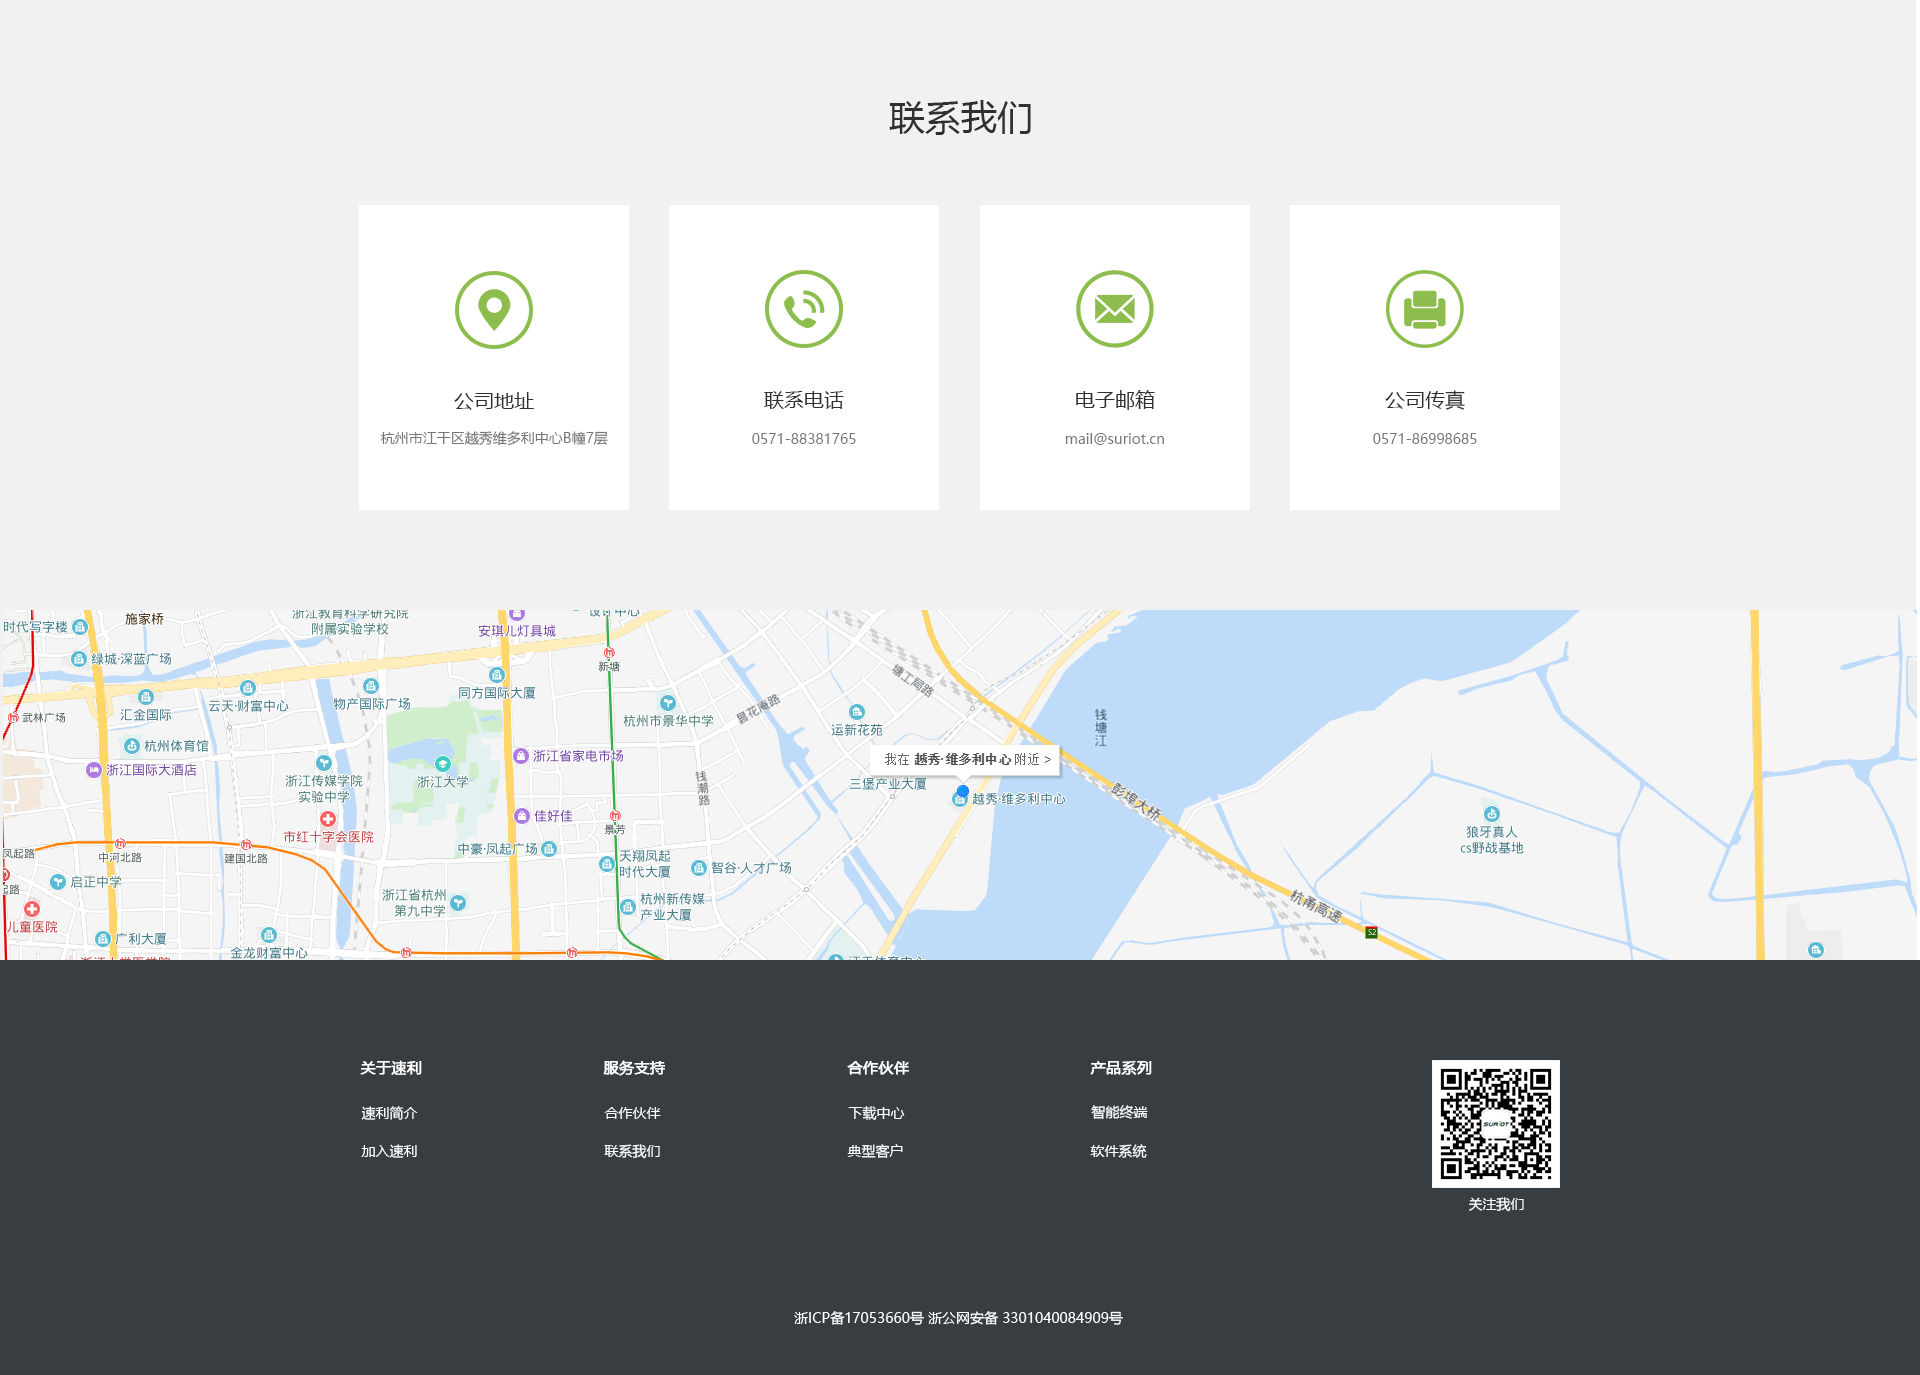 联系我们
公司地址
杭州市江干区越秀维多利中心B幢7层
联系电话
0571-88381765
电子邮箱
mail@suriot.cn
公司传真
0571-86998685
时代写字楼
施家桥
浙江教育科学研究院
附属实验学校
安琪儿灯具城
设计中心
绿城·深蓝广场
新塘
同方国际大厦
塘工局路
云天·财富中心
物产国际广场
汇金国际
武林广场
杭州市景华中学
昙花庵路
运新花苑
钱塘江
杭州体育馆
浙江国际大酒店
浙江传媒学院
实验中学
浙江大学
浙江省家电市场
钱潮路
我在 越秀·维多利中心 附近 >
三堡产业大厦
越秀·维多利中心
彭埠大桥
佳好佳
景芳
市红十字会医院
狼牙真人
cs野战基地
凤起路
中河北路
建国北路
中豪·凤起广场
天翔凤起
时代大厦
智谷·人才广场
启正中学
起路
浙江省杭州
第九中学
杭州新传媒
产业大厦
杭甬高速
S2
儿童医院
广利大厦
金龙财富中心
关于速利
服务支持
合作伙伴
产品系列
速利简介
合作伙伴
下载中心
智能终端
加入速利
联系我们
典型客户
软件系统
SURIOT
关注我们
浙ICP备17053660号 浙公网安备 3301040084909号